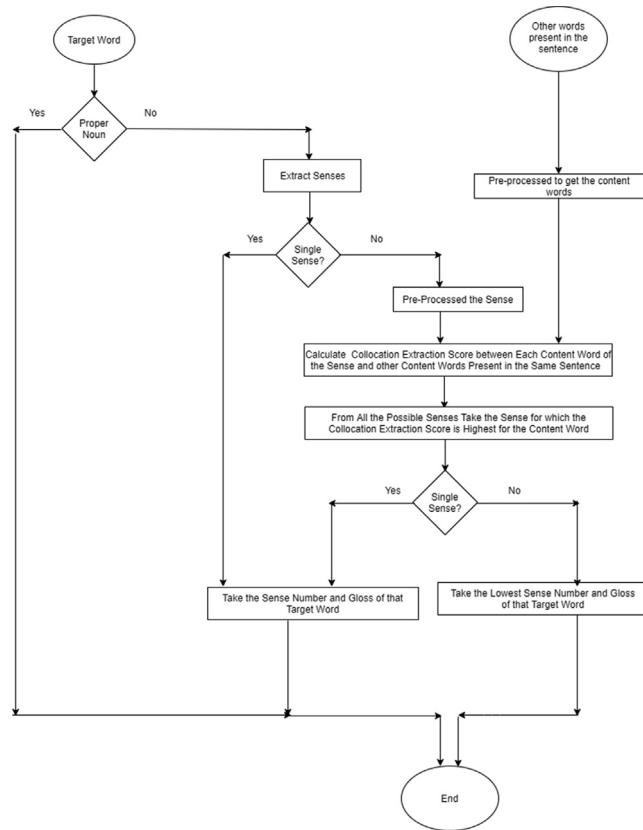 Target Word
Other words
present in the
sentence
Yes
Proper
Noun
No
Extract Senses
Pre-processed to get the content
words
Yes
Single
Sense?
No
Pre-Processed the Sense
Calculate Collocation Extraction Score between Each Content Word of
the Sense and other Content Words Present in the Same Sentence
From All the Possible Senses Take the Sense for which the
Collocation Extraction Score is Highest for the Content Word
Yes
Single
Sense?
No
Take the Sense Number and Gloss of that
Target Word
Take the Lowest Sense Number and Gloss
of that Target Word
End